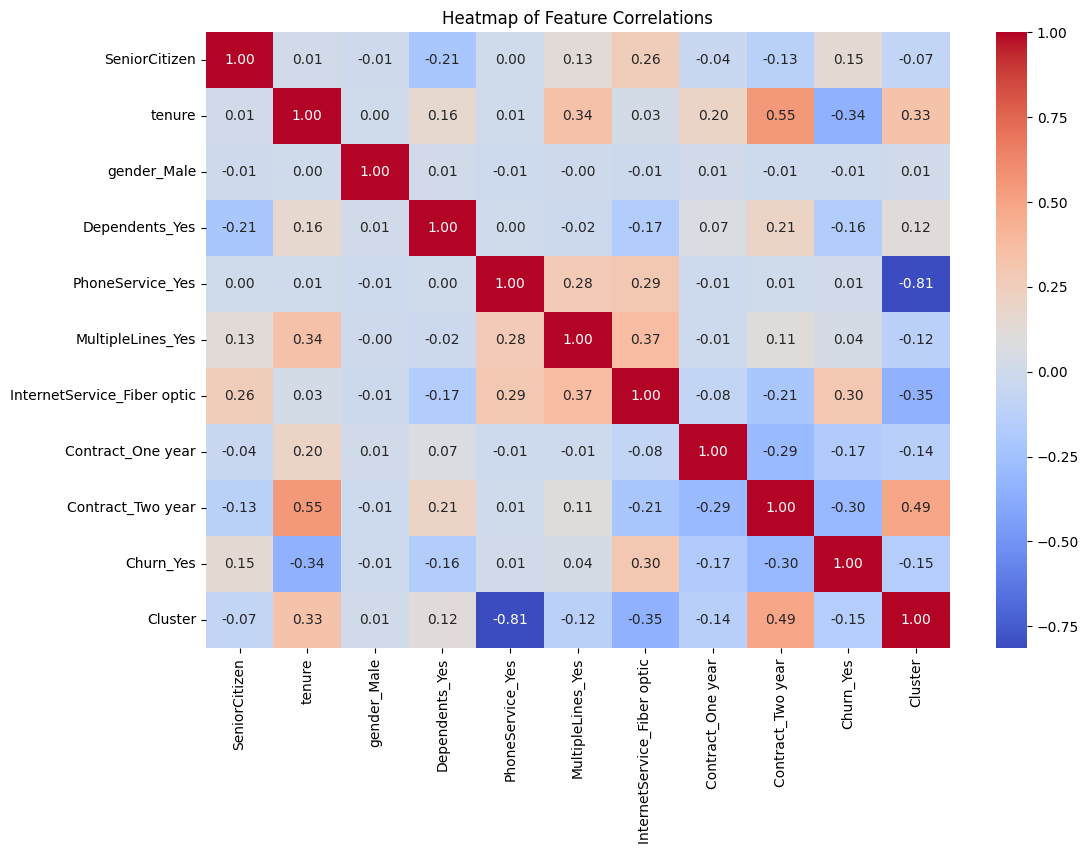 Heatmap of Feature Correlations
SeniorCitizen 1.00 0.01 -0.01 -0.21 0.00 0.13 0.26 -0.04 -0.13 0.15 -0.07
tenure 0.01 1.00 0.00 0.16 0.01 0.34 0.03 0.20 0.55 -0.34 0.33
gender_Male -0.01 0.00 1.00 0.01 -0.01 -0.00 -0.01 0.01 -0.01 -0.01 0.01
Dependents_Yes -0.21 0.16 0.01 1.00 0.00 -0.02 -0.17 0.07 0.21 -0.16 0.12
PhoneService_Yes 0.00 0.01 -0.01 0.00 1.00 0.28 0.29 -0.01 0.01 0.01 -0.81
MultipleLines_Yes 0.13 0.34 -0.00 -0.02 0.28 1.00 0.37 -0.01 0.11 0.04 -0.12
InternetService_Fiber optic 0.26 0.03 -0.01 -0.17 0.29 0.37 1.00 -0.08 -0.21 0.30 -0.35
Contract_One year -0.04 0.20 0.01 0.07 -0.01 -0.01 -0.08 1.00 -0.29 -0.17 -0.14
Contract_Two year -0.13 0.55 -0.01 0.21 0.01 0.11 -0.21 -0.29 1.00 -0.30 0.49
Churn_Yes 0.15 -0.34 -0.01 -0.16 0.01 0.04 0.30 -0.17 -0.30 1.00 -0.15
Cluster -0.07 0.33 0.01 0.12 -0.81 -0.12 -0.35 -0.14 0.49 -0.15 1.00
SeniorCitizen
tenure
gender_Male
Dependents_Yes
PhoneService_Yes
MultipleLines_Yes
InternetService_Fiber optic
Contract_One year
Contract_Two year
Churn_Yes
Cluster
1.00
0.75
0.50
0.25
0.00
−0.25
−0.50
−0.75